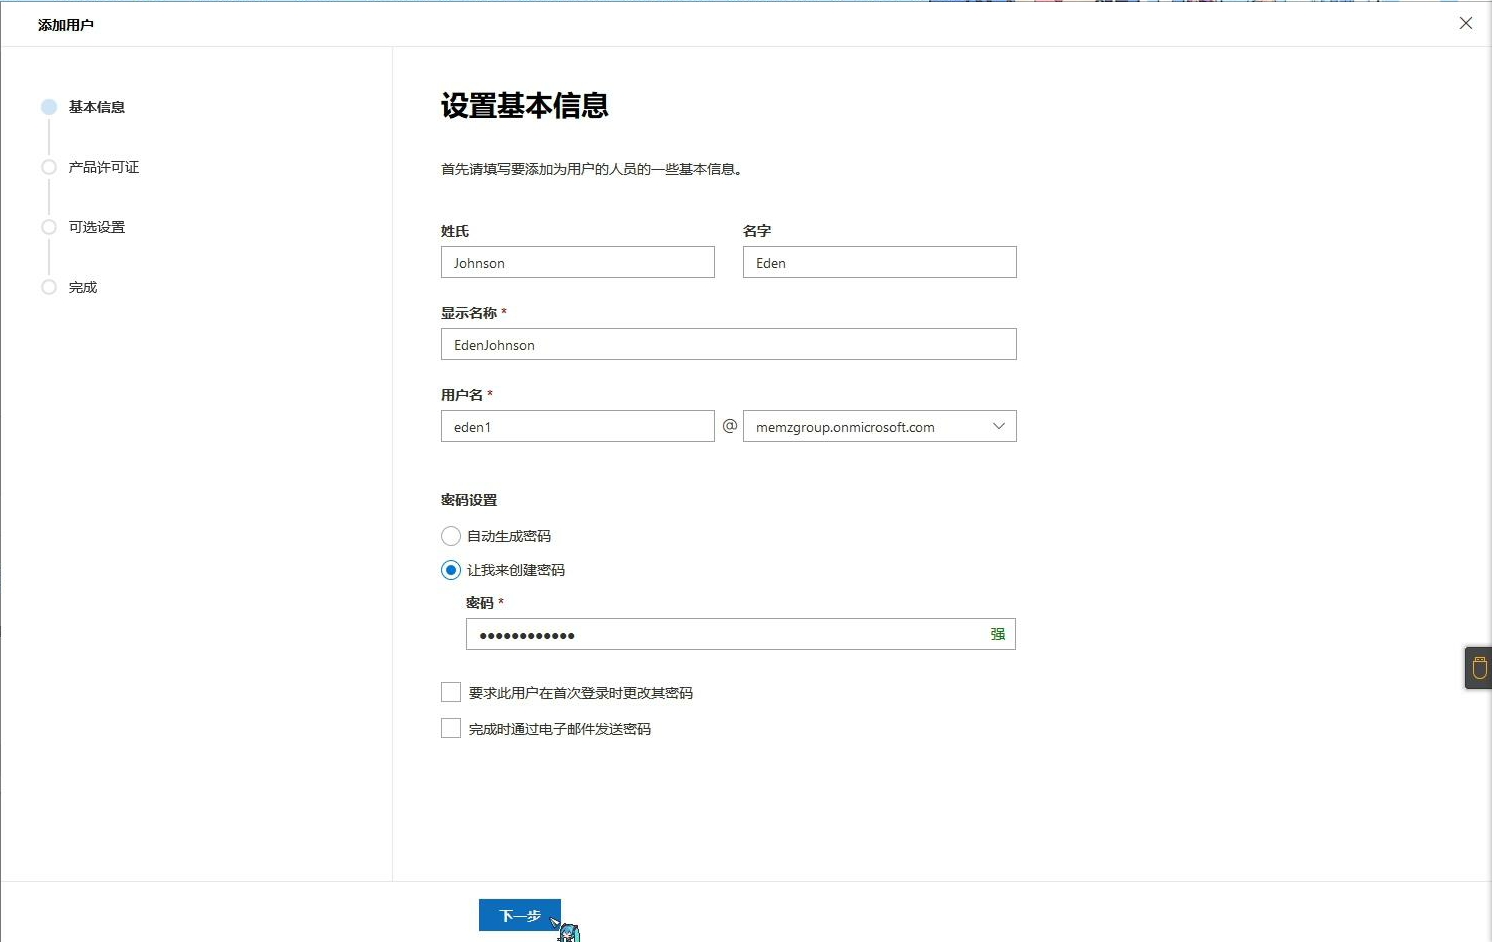 添加用户
基本信息
产品许可证
可选设置
完成
设置基本信息
首先请填写要添加为用户的人员的一些基本信息。
姓氏 名字
Johnson Eden
显示名称 *
EdenJohnson
用户名 *
eden1 @ memzgroup.onmicrosoft.com
密码设置
自动生成密码
让我来创建密码
密码 *
●●●●●●●●●●●● 强
要求此用户在首次登录时更改其密码
完成时通过电子邮件发送密码
下一步